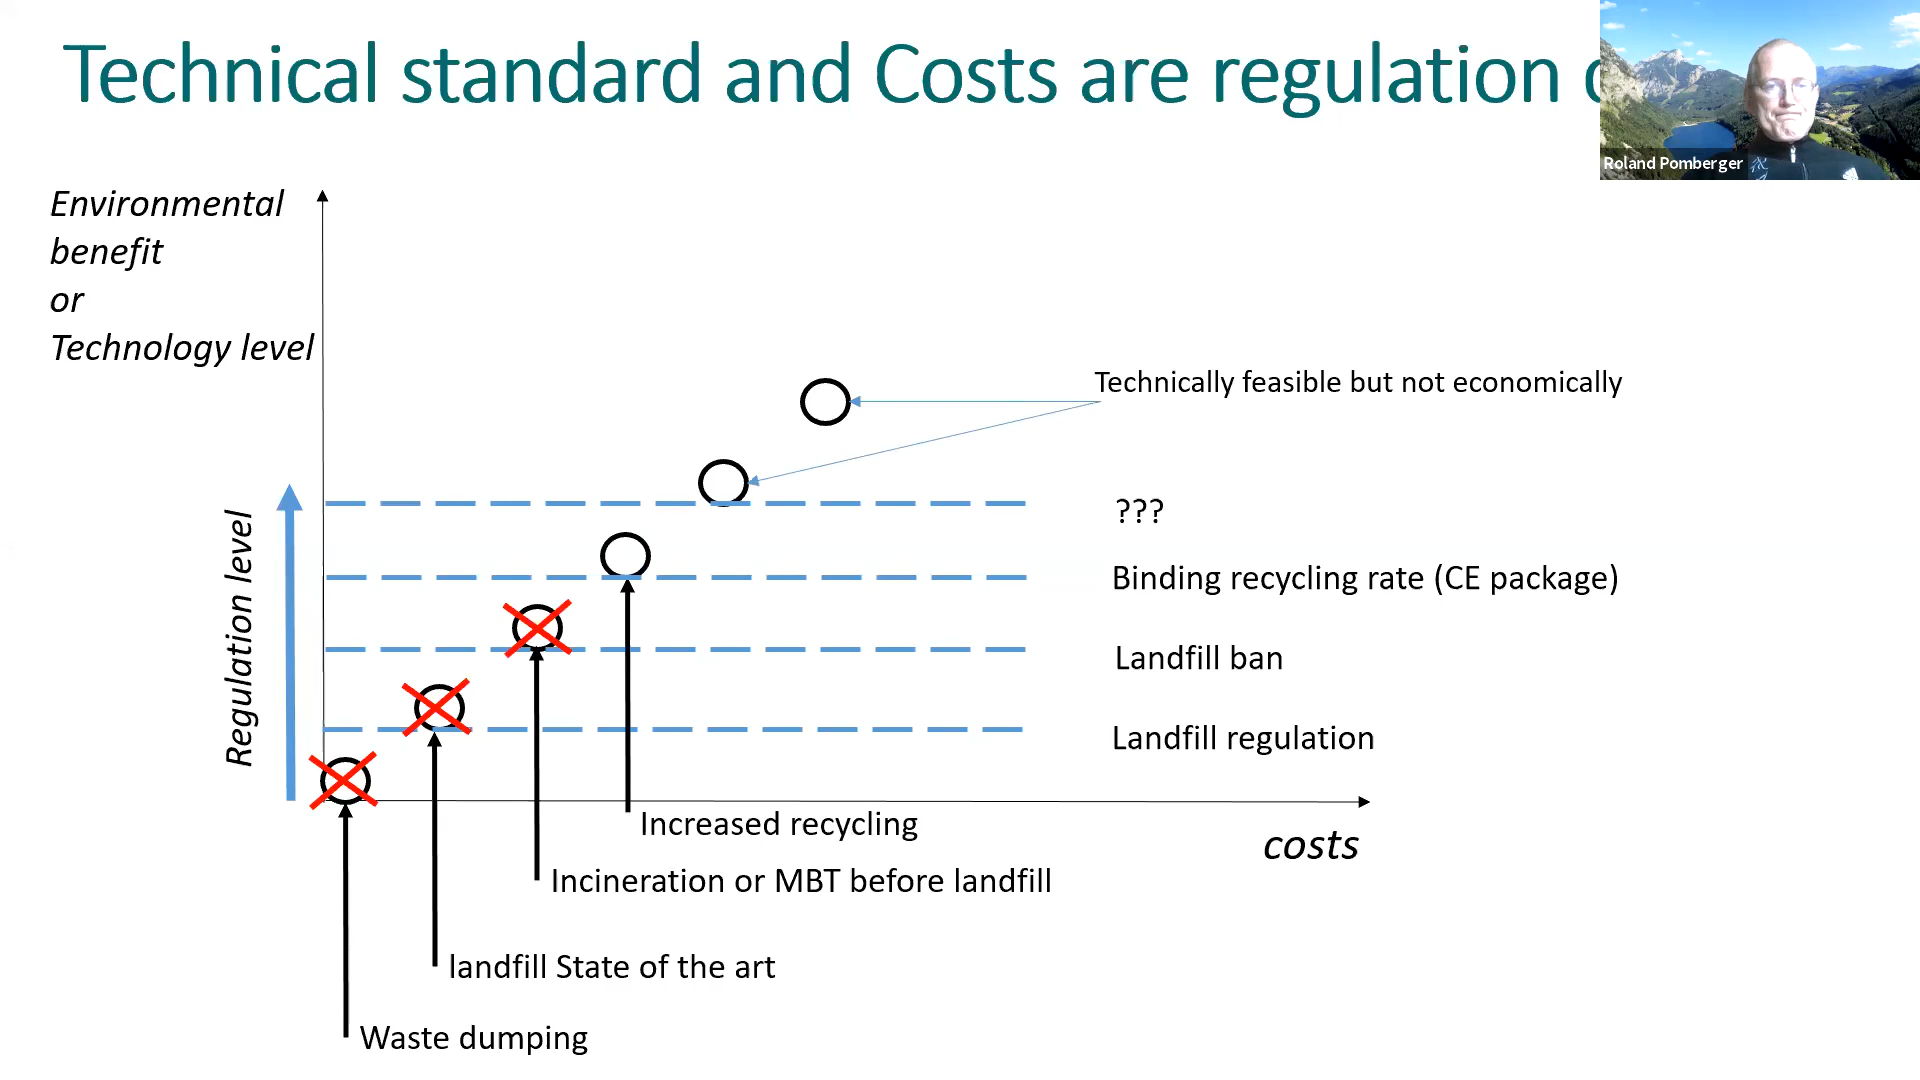 Technical standard and Costs are regulation
Roland Pomberger
Environmental
benefit
or
Technology level
Technically feasible but not economically
Regulation level
???
Binding recycling rate (CE package)
Landfill ban
Landfill regulation
costs
Increased recycling
Incineration or MBT before landfill
landfill State of the art
Waste dumping